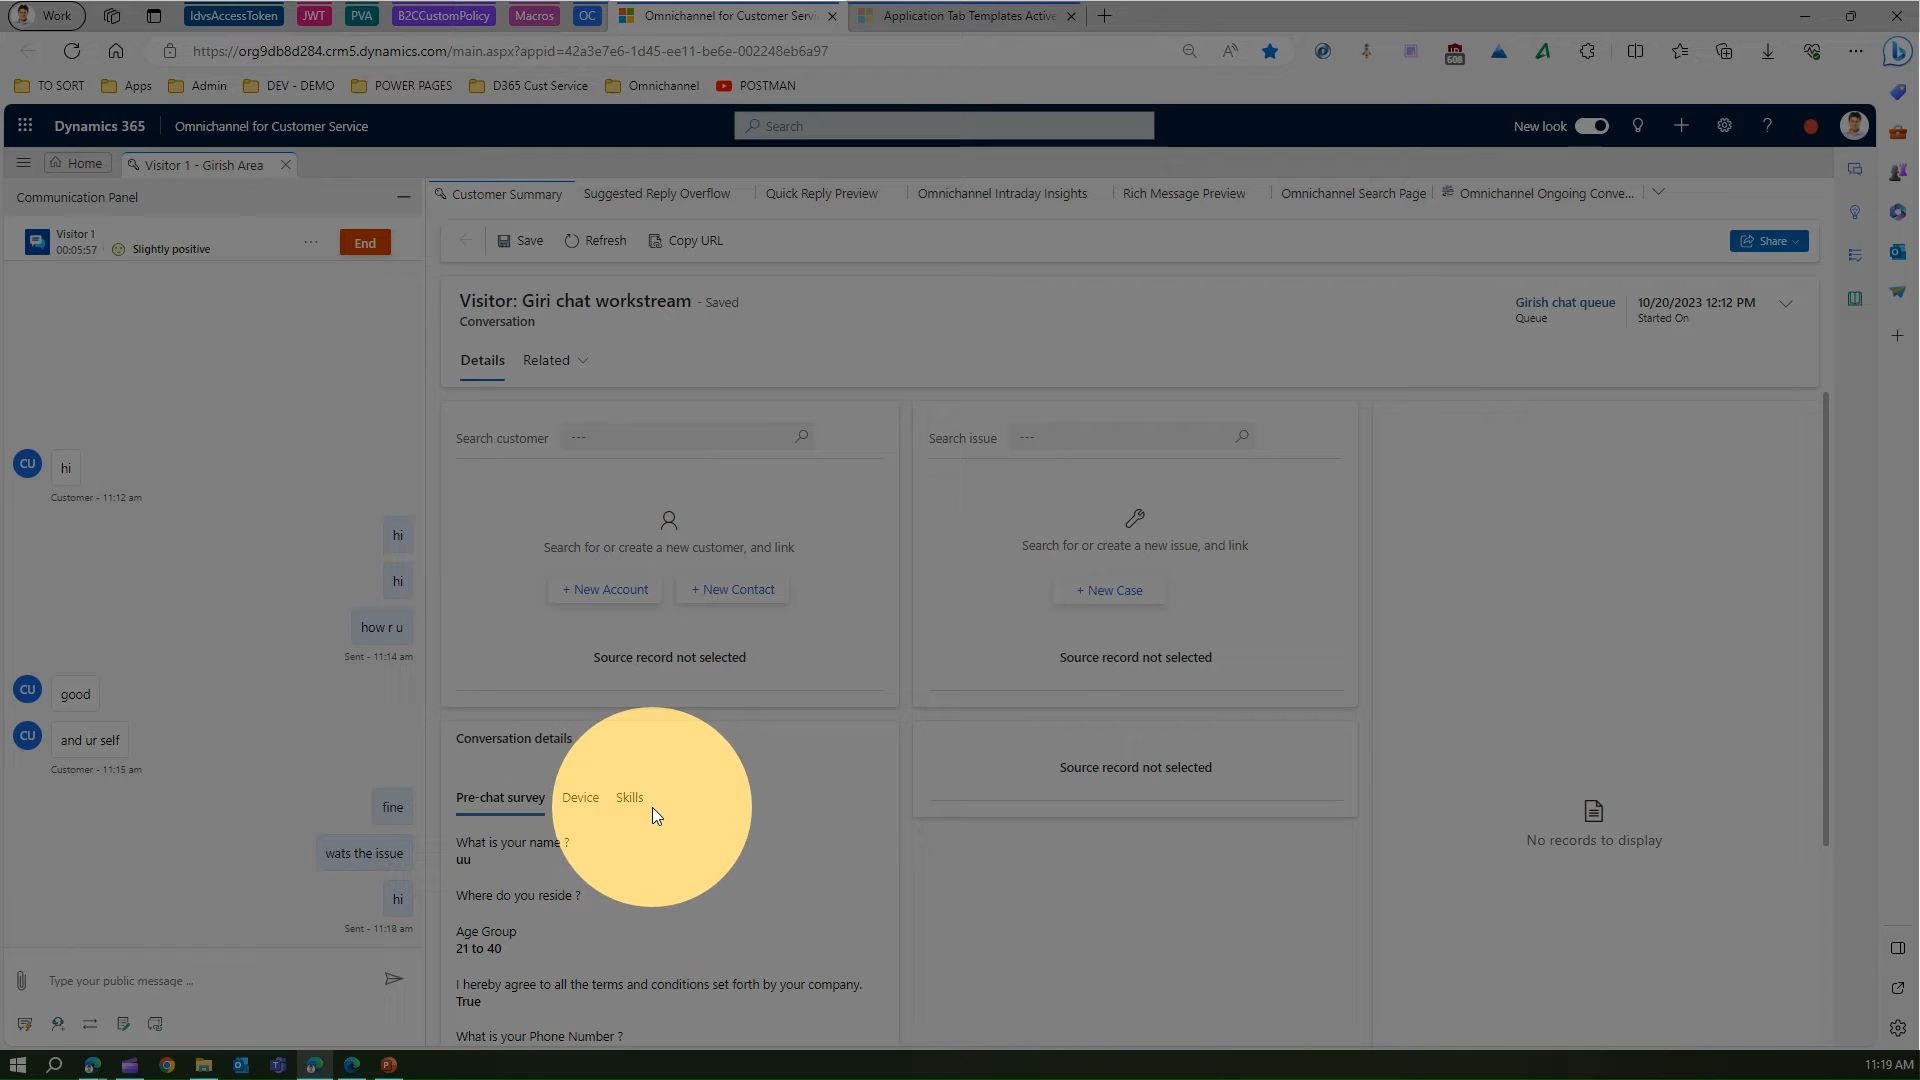 Work
IdvsAccessToken
JWT
PVA
B2CCustomPolicy
Macros
OC
Omnichannel for Customer Servi
Application Tab Templates Active
https://org9db8d284.crm5.dynamics.com/main.aspx?appid=42a3e7e6-1d45-ee11-be6e-002248eb6a97
608
TO SORT
Apps
Admin
DEV - DEMO
POWER PAGES
D365 Cust Service
Omnichannel
POSTMAN
Dynamics 365
Omnichannel for Customer Service
Search
New look
Home
Visitor 1 - Girish Area
Communication Panel
Visitor 1
00:05:57
Slightly positive
End
CU
hi
Customer - 11:12 am
hi
hi
how r u
Sent - 11:14 am
CU
good
CU
and ur self
Customer - 11:15 am
fine
wats the issue
hi
Sent - 11:18 am
Type your public message ...
Customer Summary
Suggested Reply Overflow
Quick Reply Preview
Omnichannel Intraday Insights
Rich Message Preview
Omnichannel Search Page
Omnichannel Ongoing Conve...
Save
Refresh
Copy URL
Share
Visitor: Giri chat workstream - Saved
Conversation
Girish chat queue
Queue
10/20/2023 12:12 PM
Started On
Details
Related
Search customer
---
Search for or create a new customer, and link
+ New Account
+ New Contact
Source record not selected
Search issue
---
Search for or create a new issue, and link
+ New Case
Source record not selected
Conversation details
Pre-chat survey
Device
Skills
What is your name ?
uu
Where do you reside ?
Age Group
21 to 40
I hereby agree to all the terms and conditions set forth by your company.
True
What is your Phone Number ?
Source record not selected
No records to display
11:19 AM